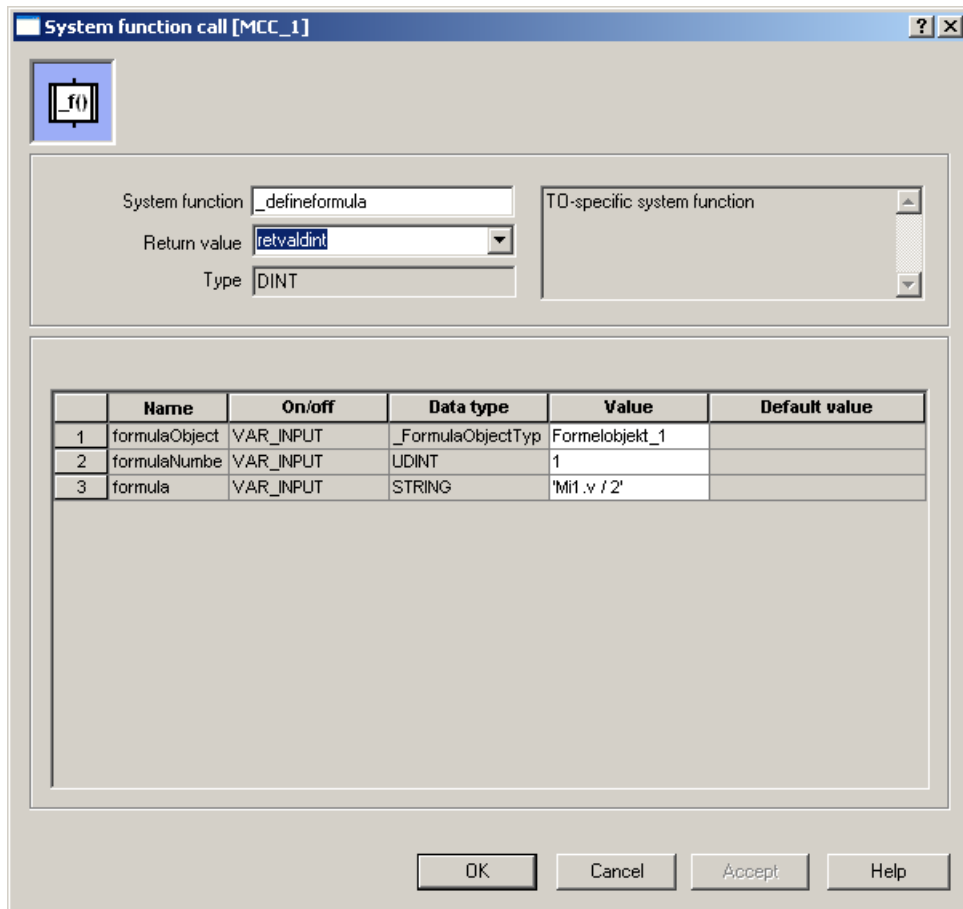 System function call [MCC_1]
_f()
System function _defineformula
TO-specific system function
Return value retvaldint
Type DINT
Name On/off Data type Value Default value
1 formulaObject VAR_INPUT _FormulaObjectTyp Formelobjekt_1
2 formulaNumbe VAR_INPUT UDINT 1
3 formula VAR_INPUT STRING 'Mi1.v / 2'
OK Cancel Accept Help